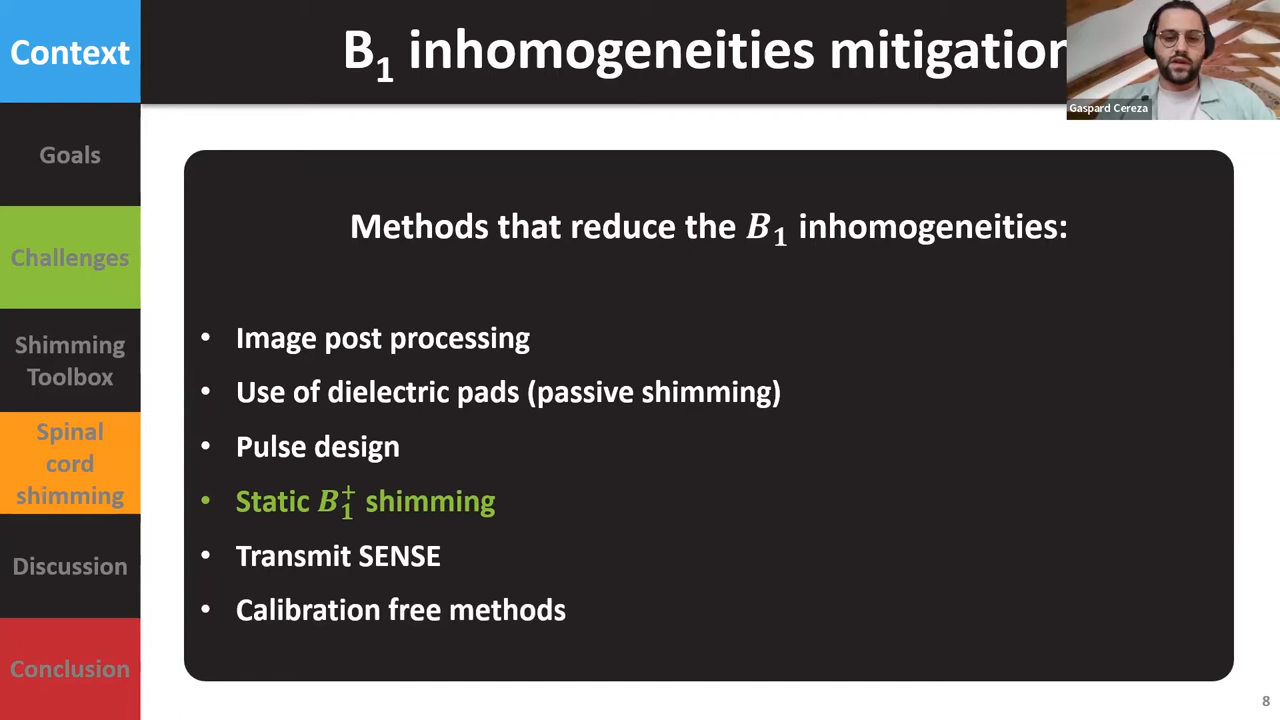 Context
B₁ inhomogeneities mitigation
Gaspard Cereza
Goals
Challenges
Shimming
Toolbox
Spinal
cord
shimming
Discussion
Conclusion
Methods that reduce the B₁ inhomogeneities:
• Image post processing
• Use of dielectric pads (passive shimming)
• Pulse design
• Static B₁⁺ shimming
• Transmit SENSE
• Calibration free methods
8